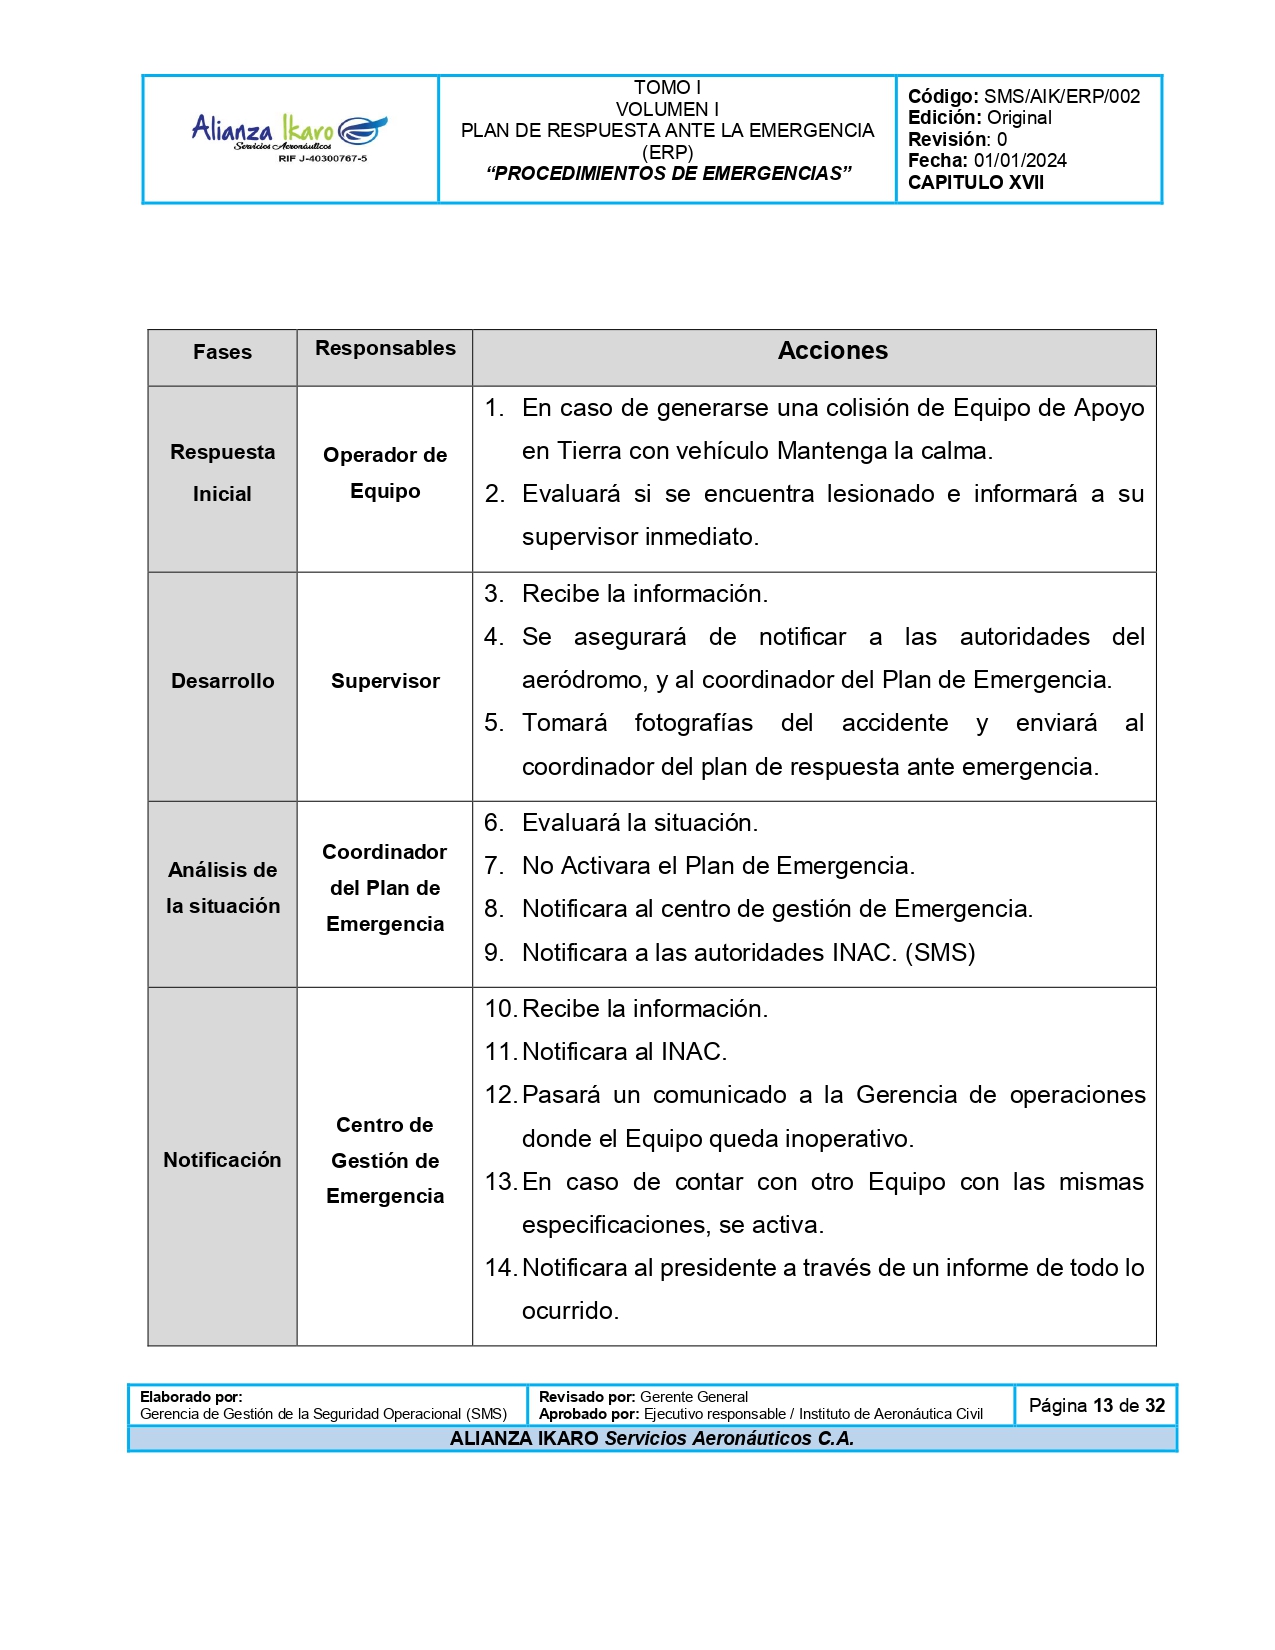 Alianza Ikaro
Servicios Aeronáuticos
RIF J-40300767-5
TOMO I
VOLUMEN I
PLAN DE RESPUESTA ANTE LA EMERGENCIA
(ERP)
“PROCEDIMIENTOS DE EMERGENCIAS”
Código: SMS/AIK/ERP/002
Edición: Original
Revisión: 0
Fecha: 01/01/2024
CAPITULO XVII
Fases
Responsables
Acciones
Respuesta
Inicial
Operador de
Equipo
1. En caso de generarse una colisión de Equipo de Apoyo
en Tierra con vehículo Mantenga la calma.
2. Evaluará si se encuentra lesionado e informará a su
supervisor inmediato.
Desarrollo
Supervisor
3. Recibe la información.
4. Se asegurará de notificar a las autoridades del
aeródromo, y al coordinador del Plan de Emergencia.
5. Tomará fotografías del accidente y enviará al
coordinador del plan de respuesta ante emergencia.
Análisis de
la situación
Coordinador
del Plan de
Emergencia
6. Evaluará la situación.
7. No Activara el Plan de Emergencia.
8. Notificara al centro de gestión de Emergencia.
9. Notificara a las autoridades INAC. (SMS)
Notificación
Centro de
Gestión de
Emergencia
10. Recibe la información.
11. Notificara al INAC.
12. Pasará un comunicado a la Gerencia de operaciones
donde el Equipo queda inoperativo.
13. En caso de contar con otro Equipo con las mismas
especificaciones, se activa.
14. Notificara al presidente a través de un informe de todo lo
ocurrido.
Elaborado por:
Gerencia de Gestión de la Seguridad Operacional (SMS)
Revisado por: Gerente General
Aprobado por: Ejecutivo responsable / Instituto de Aeronáutica Civil
Página 13 de 32
ALIANZA IKARO Servicios Aeronáuticos C.A.